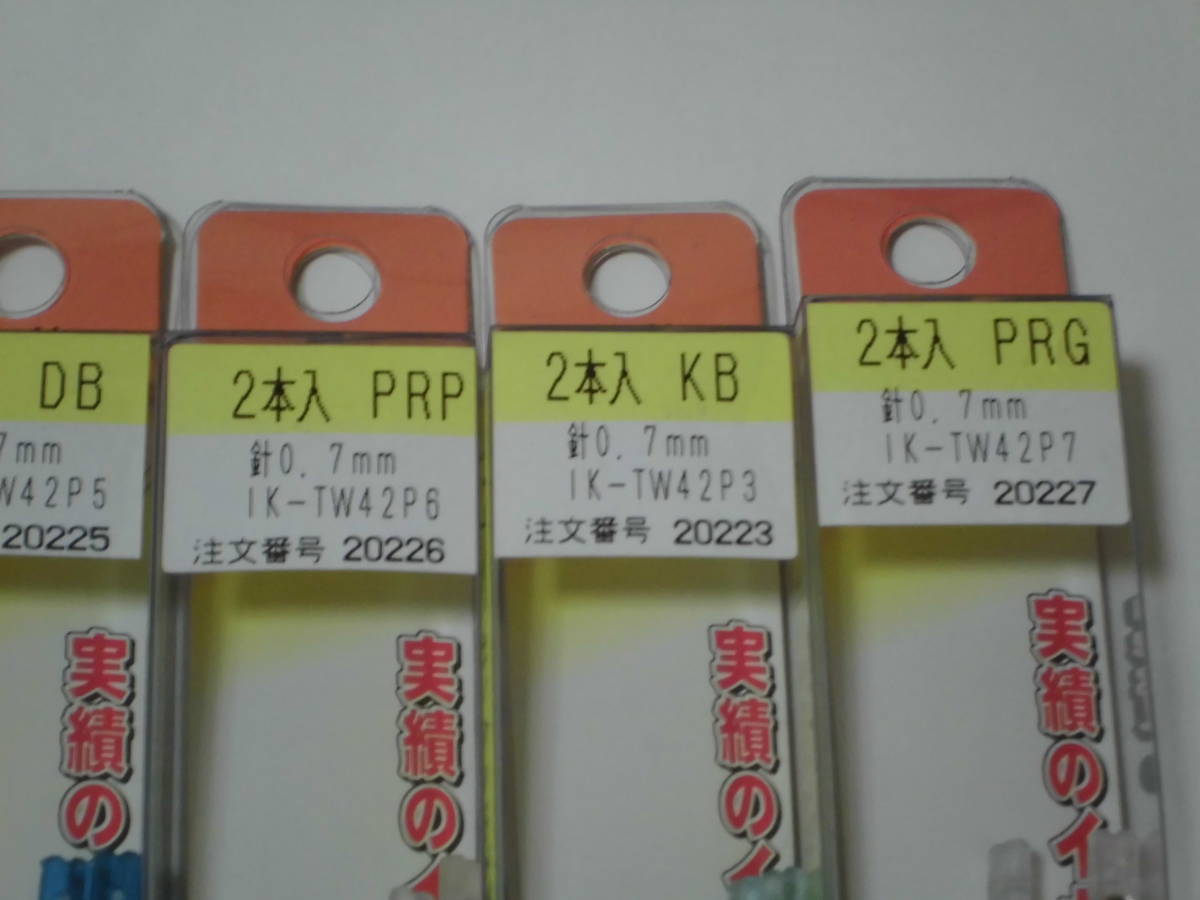 DB
7mm
W42P5
20225
実績の
2本入 PRP
針0.7mm
IK-TW42P6
注文番号 20226
実績のイ
2本入 KB
針0.7mm
IK-TW42P3
注文番号 20223
実績のイ
2本入 PRG
針0.7mm
IK-TW42P7
注文番号 20227
実績のイ